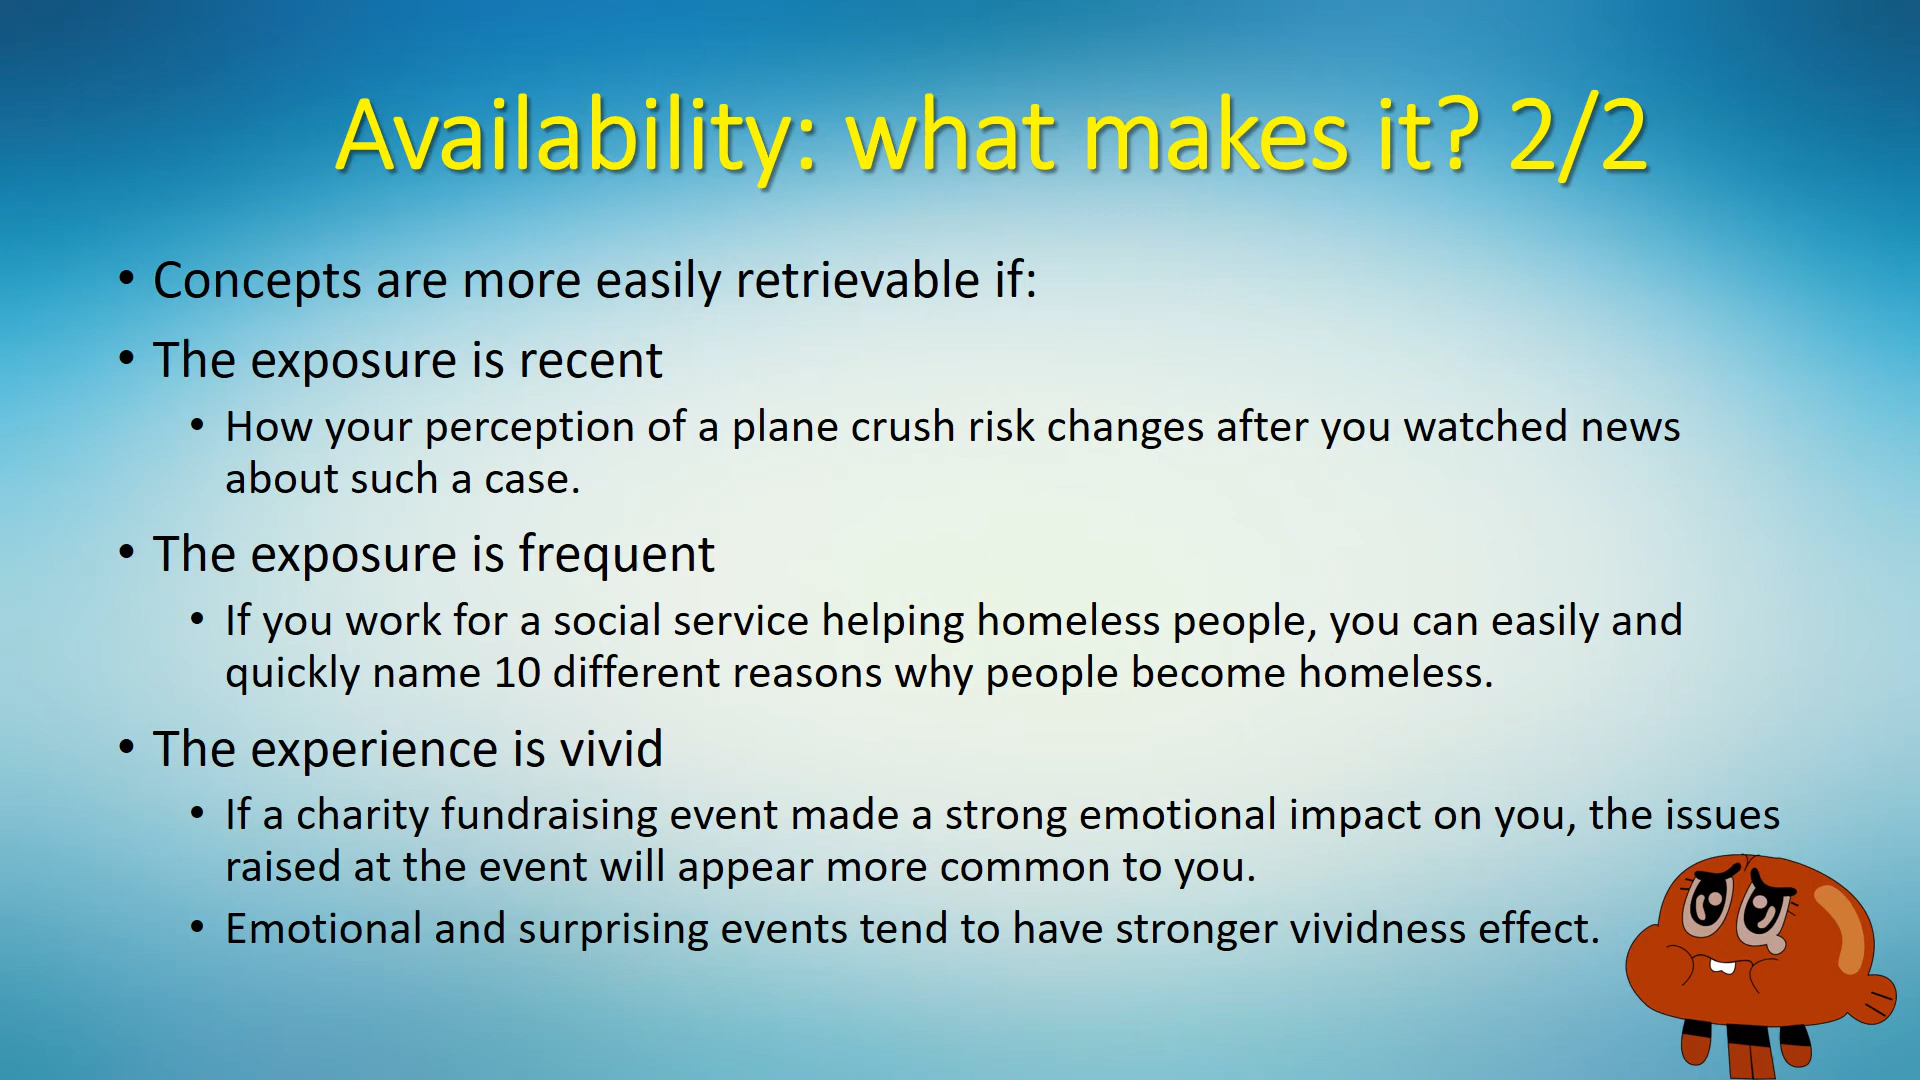 Availability: what makes it? 2/2
• Concepts are more easily retrievable if:
• The exposure is recent
• How your perception of a plane crush risk changes after you watched news
about such a case.
• The exposure is frequent
• If you work for a social service helping homeless people, you can easily and
quickly name 10 different reasons why people become homeless.
• The experience is vivid
• If a charity fundraising event made a strong emotional impact on you, the issues
raised at the event will appear more common to you.
• Emotional and surprising events tend to have stronger vividness effect.